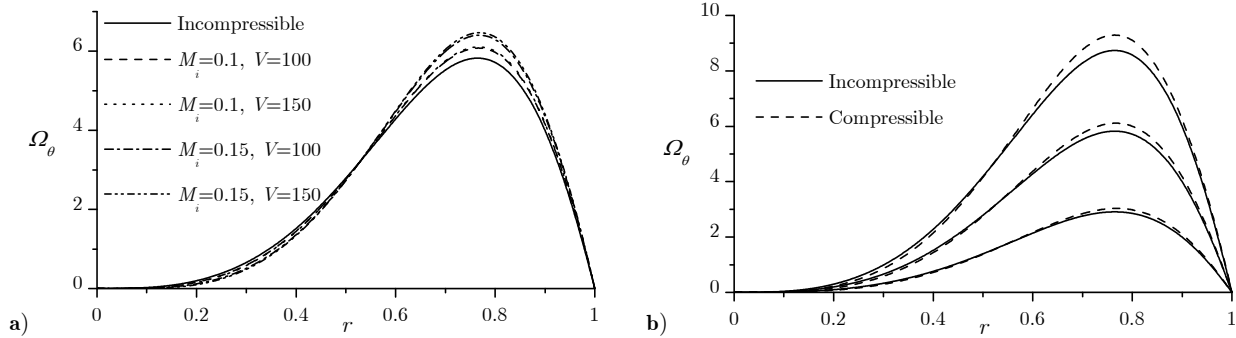 Incompressible
M_i=0.1, V=100
M_i=0.1, V=150
M_i=0.15, V=100
M_i=0.15, V=150
6
4
2
0
Ω_θ
0 0.2 0.4 0.6 0.8 1
r
a)
Incompressible
Compressible
10
8
6
4
2
0
Ω_θ
0 0.2 0.4 0.6 0.8 1
r
b)